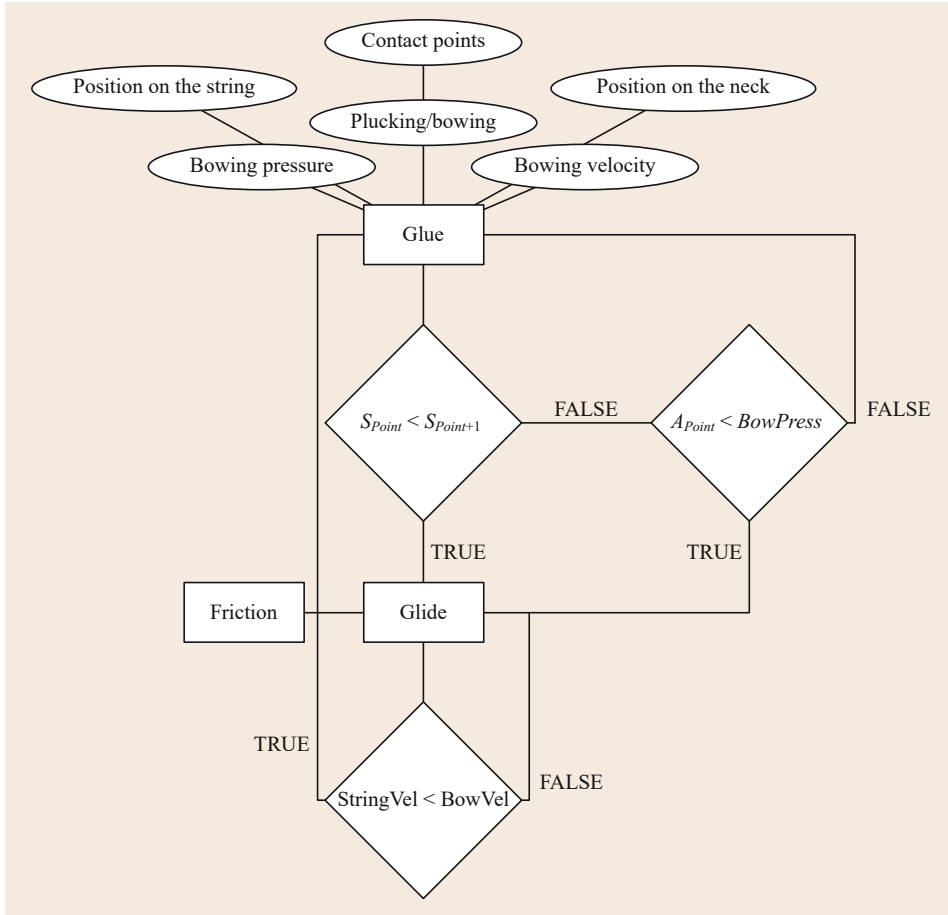 Contact points
Position on the string
Position on the neck
Plucking/bowing
Bowing pressure
Bowing velocity
Glue
S_Point < S_Point+1
FALSE
A_Point < BowPress
FALSE
TRUE
TRUE
Friction
Glide
TRUE
FALSE
StringVel < BowVel